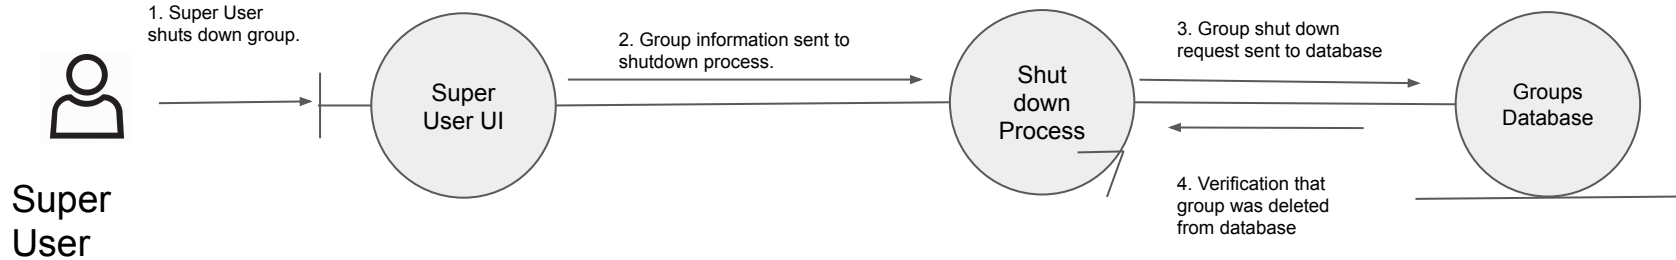 1. Super User
shuts down group.
Super
User
Super
User UI
2. Group information sent to
shutdown process.
Shut
down
Process
3. Group shut down
request sent to database
4. Verification that
group was deleted
from database
Groups
Database